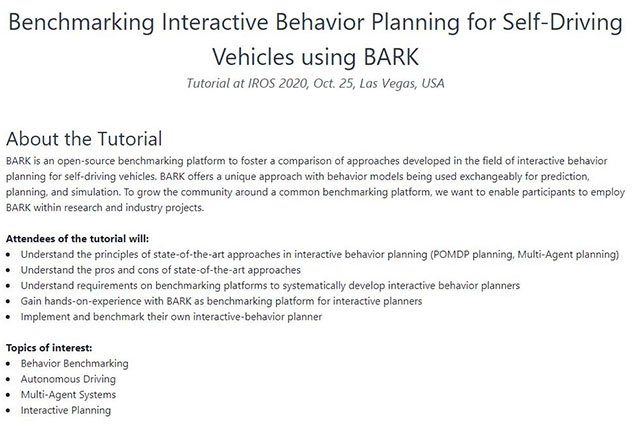 Benchmarking Interactive Behavior Planning for Self-Driving
Vehicles using BARK
Tutorial at IROS 2020, Oct. 25, Las Vegas, USA
About the Tutorial
BARK is an open-source benchmarking platform to foster a comparison of approaches developed in the field of interactive behavior
planning for self-driving vehicles. BARK offers a unique approach with behavior models being used exchangeably for prediction,
planning, and simulation. To grow the community around a common benchmarking platform, we want to enable participants to employ
BARK within research and industry projects.
Attendees of the tutorial will:
• Understand the principles of state-of-the-art approaches in interactive behavior planning (POMDP planning, Multi-Agent planning)
• Understand the pros and cons of state-of-the-art approaches
• Understand requirements on benchmarking platforms to systematically develop interactive behavior planners
• Gain hands-on-experience with BARK as benchmarking platform for interactive planners
• Implement and benchmark their own interactive-behavior planner
Topics of interest:
• Behavior Benchmarking
• Autonomous Driving
• Multi-Agent Systems
• Interactive Planning